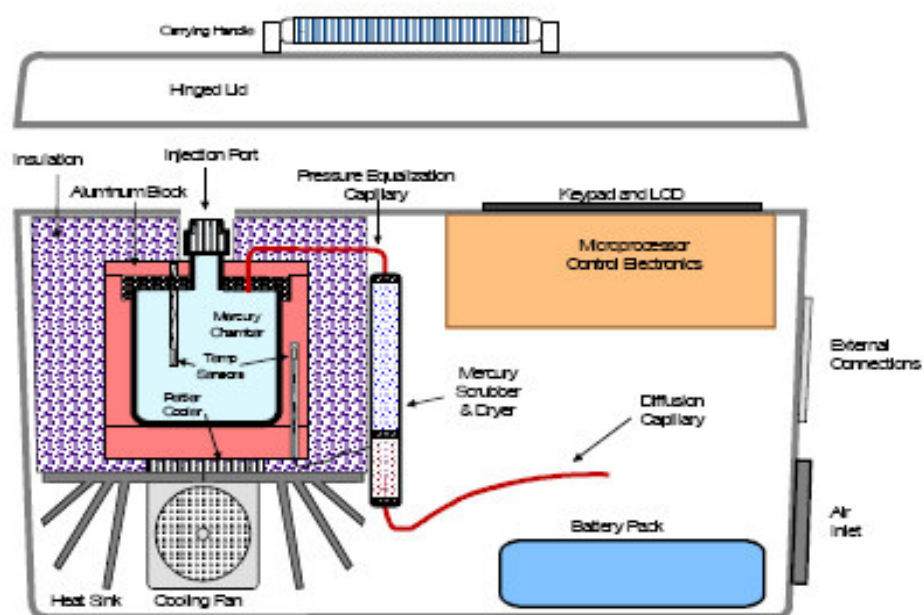 Carrying Handle
Hinged Lid
Insulation
Injection Port
Aluminum Block
Pressure Equalization
Capillary
Keypad and LCD
Microprocessor
Control Electronics
Mercury
Chamber
Temp
Sensors
Peltier
Cooler
Mercury
Scrubber
& Dryer
Diffusion
Capillary
External
Connections
Air
Inlet
Battery Pack
Heat Sink
Cooling Fan